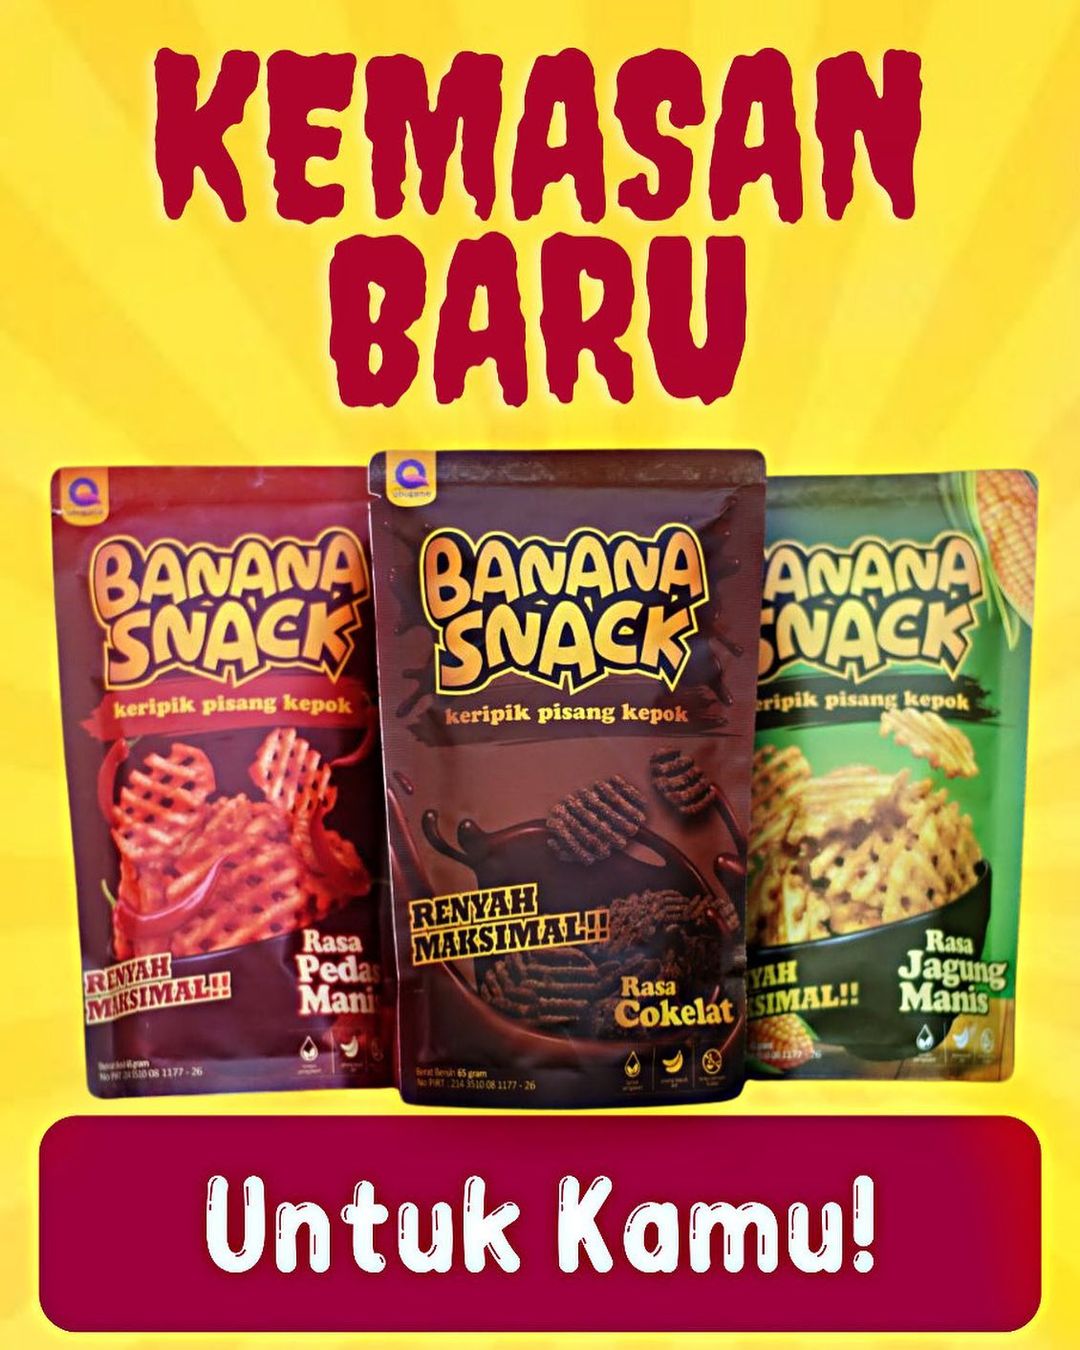 KEMASAN
BARU
BANANA
SNACK
keripik pisang kepok
RENYAH
MAKSIMAL!!
Rasa
Pedas
Manis
BANANA
SNACK
keripik pisang kepok
RENYAH
MAKSIMAL!!
Rasa
Cokelat
Berat Bersih 65 gram
No PIRT : 214 3510 08 1177 - 26
ANANA
SNACK
eripik pisang kepok
YAH
SIMAL!!
Rasa
Jagung
Manis
Untuk Kamu!